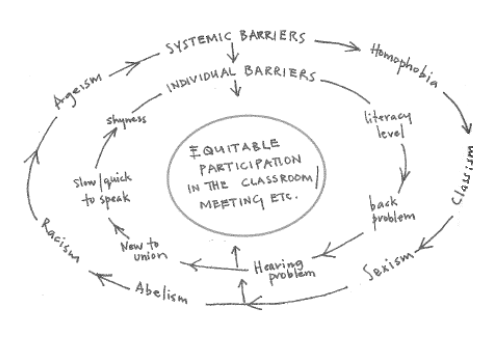 SYSTEMIC BARRIERS
Homophobia
Classism
Sexism
Abelism
Racism
Ageism
INDIVIDUAL BARRIERS
literacy
level
back
problem
Hearing
problem
New to
union
slow/quick
to speak
shyness
EQUITABLE
PARTICIPATION
IN THE CLASSROOM/
MEETING ETC.